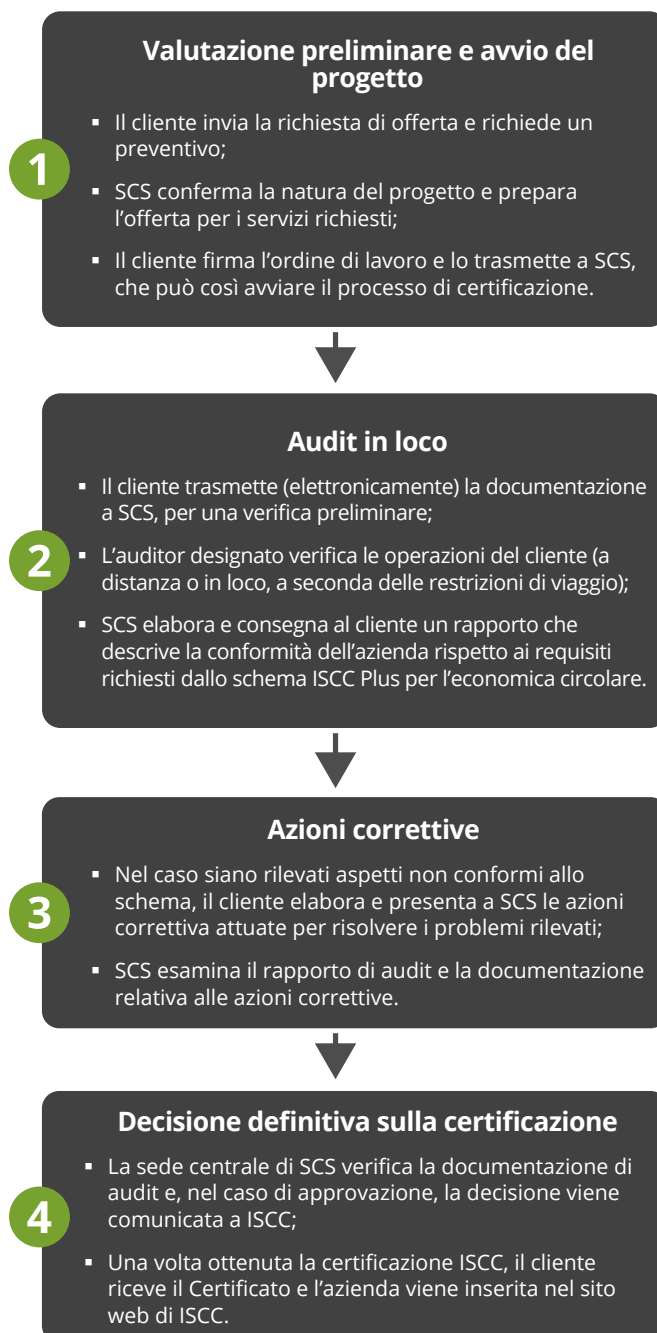 Valutazione preliminare e avvio del
progetto
▪ Il cliente invia la richiesta di offerta e richiede un
preventivo;
1
▪ SCS conferma la natura del progetto e prepara
l’offerta per i servizi richiesti;
▪ Il cliente firma l’ordine di lavoro e lo trasmette a SCS,
che può così avviare il processo di certificazione.
Audit in loco
▪ Il cliente trasmette (elettronicamente) la documentazione
a SCS, per una verifica preliminare;
2
▪ L’auditor designato verifica le operazioni del cliente (a
distanza o in loco, a seconda delle restrizioni di viaggio);
▪ SCS elabora e consegna al cliente un rapporto che
descrive la conformità dell’azienda rispetto ai requisiti
richiesti dallo schema ISCC Plus per l’economica circolare.
Azioni correttive
▪ Nel caso siano rilevati aspetti non conformi allo
schema, il cliente elabora e presenta a SCS le azioni
3
correttiva attuate per risolvere i problemi rilevati;
▪ SCS esamina il rapporto di audit e la documentazione
relativa alle azioni correttive.
Decisione definitiva sulla certificazione
▪ La sede centrale di SCS verifica la documentazione di
audit e, nel caso di approvazione, la decisione viene
4
comunicata a ISCC;
▪ Una volta ottenuta la certificazione ISCC, il cliente
riceve il Certificato e l’azienda viene inserita nel sito
web di ISCC.